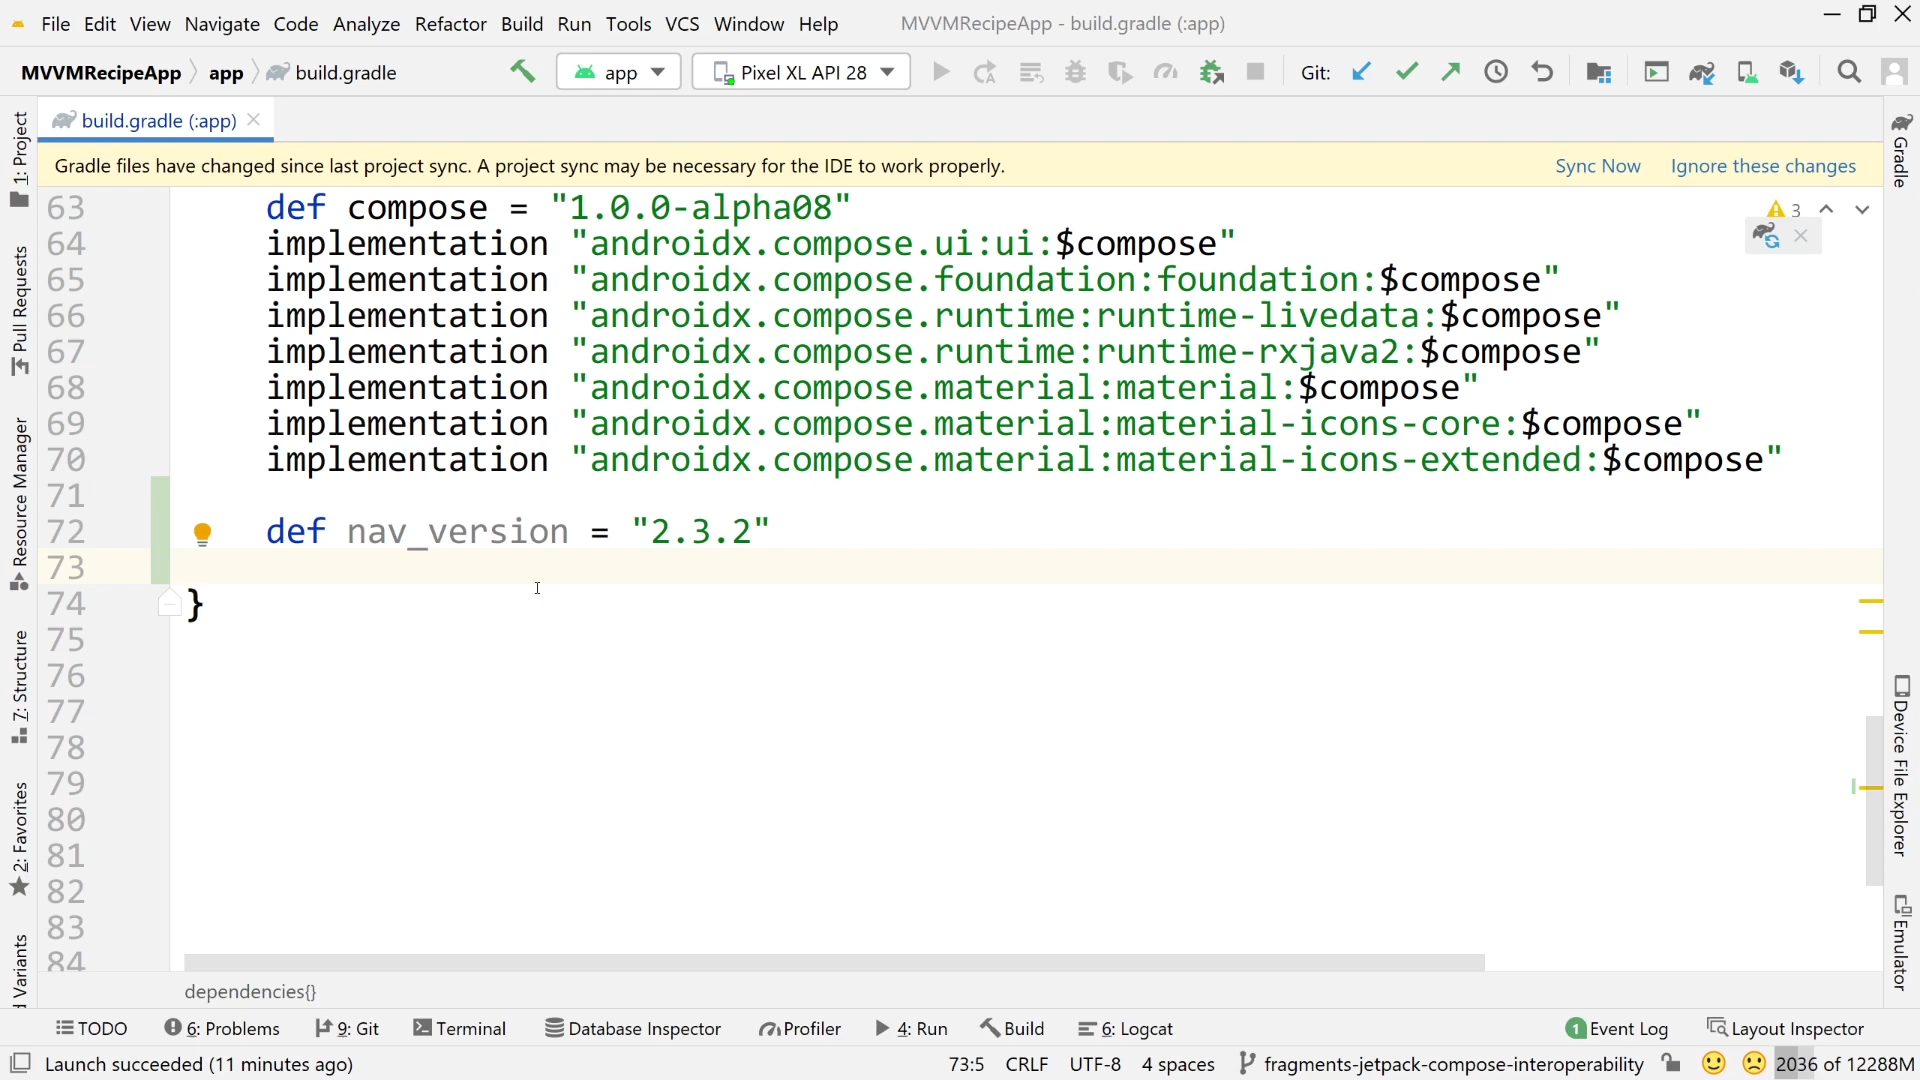 File Edit View Navigate Code Analyze Refactor Build Run Tools VCS Window Help MVVMRecipeApp - build.gradle (:app)
MVVMRecipeApp app build.gradle app Pixel XL API 28 Git:
build.gradle (:app)
Gradle files have changed since last project sync. A project sync may be necessary for the IDE to work properly. Sync Now Ignore these changes
3
63 def compose = "1.0.0-alpha08"
64 implementation "androidx.compose.ui:ui:$compose"
65 implementation "androidx.compose.foundation:foundation:$compose"
66 implementation "androidx.compose.runtime:runtime-livedata:$compose"
67 implementation "androidx.compose.runtime:runtime-rxjava2:$compose"
68 implementation "androidx.compose.material:material:$compose"
69 implementation "androidx.compose.material:material-icons-core:$compose"
70 implementation "androidx.compose.material:material-icons-extended:$compose"
71
72 def nav_version = "2.3.2"
73
74 }
75
76
77
78
79
80
81
82
83
84
1: Project
Pull Requests
Resource Manager
7: Structure
2: Favorites
d Variants
Gradle
Device File Explorer
Emulator
dependencies{}
TODO 6: Problems 9: Git Terminal Database Inspector Profiler 4: Run Build 6: Logcat 1 Event Log Layout Inspector
Launch succeeded (11 minutes ago) 73:5 CRLF UTF-8 4 spaces fragments-jetpack-compose-interoperability 2036 of 12288M